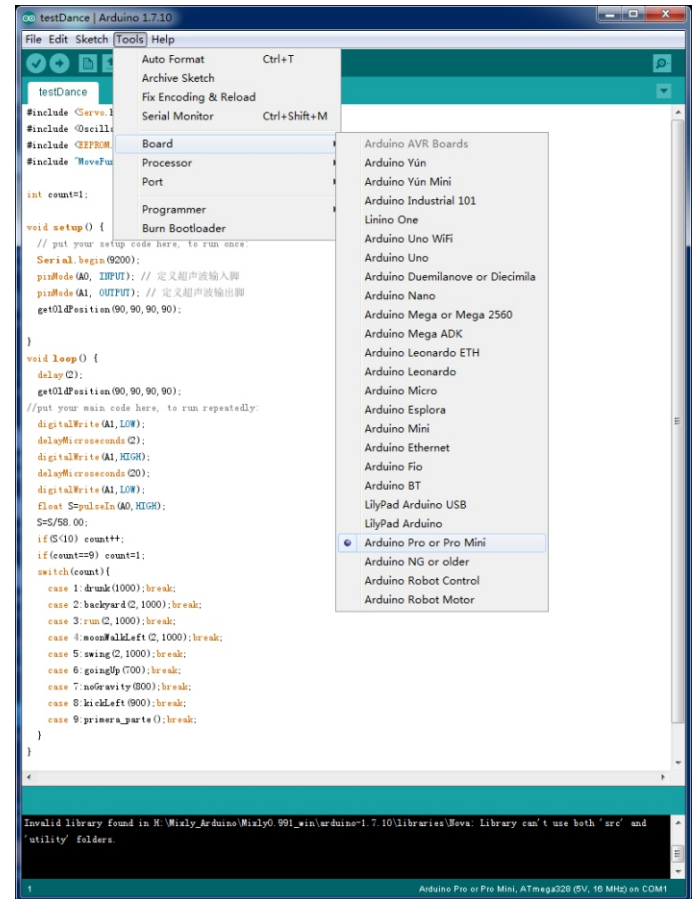 testDance | Arduino 1.7.10
File Edit Sketch Tools Help
Auto Format Ctrl+T
Archive Sketch
Fix Encoding & Reload
Serial Monitor Ctrl+Shift+M
Board
Processor
Port
Programmer
Burn Bootloader
Arduino AVR Boards
Arduino Yún
Arduino Yún Mini
Arduino Industrial 101
Linino One
Arduino Uno WiFi
Arduino Uno
Arduino Duemilanove or Diecimila
Arduino Nano
Arduino Mega or Mega 2560
Arduino Mega ADK
Arduino Leonardo ETH
Arduino Leonardo
Arduino Micro
Arduino Esplora
Arduino Mini
Arduino Ethernet
Arduino Fio
Arduino BT
LilyPad Arduino USB
LilyPad Arduino
Arduino Pro or Pro Mini
Arduino NG or older
Arduino Robot Control
Arduino Robot Motor
testDance
#include <Servo.
#include <Oscill
#include <EEPROM.
#include "MoveFu
int count=1;
void setup() {
// put your setup code here, to run once:
Serial.begin(9200);
pinMode(A0, INPUT); // 定义超声波输入脚
pinMode(A1, OUTPUT); // 定义超声波输出脚
getOldPosition(90,90,90,90);
}
void loop() {
delay(2);
getOldPosition(90,90,90,90);
//put your main code here, to run repeatedly:
digitalWrite(A1,LOW);
delayMicroseconds(2);
digitalWrite(A1,HIGH);
delayMicroseconds(20);
digitalWrite(A1,LOW);
float S=pulseIn(A0,HIGH);
S=S/58.00;
if(S<10) count++;
if(count==9) count=1;
switch(count){
case 1:drunk(1000);break;
case 2:backyard(2,1000);break;
case 3:run(2,1000);break;
case 4:moonWalkLeft(2,1000);break;
case 5:swing(2,1000);break;
case 6:goingUp(700);break;
case 7:noGravity(800);break;
case 8:kickLeft(900);break;
case 9:primera_parte();break;
}
}
Invalid library found in H:\Mixly_Arduino\Mixly0.991_win\arduino-1.7.10\libraries\Nova: Library can't use both 'src' and
'utility' folders.
1 Arduino Pro or Pro Mini, ATmega328 (5V, 16 MHz) on COM1